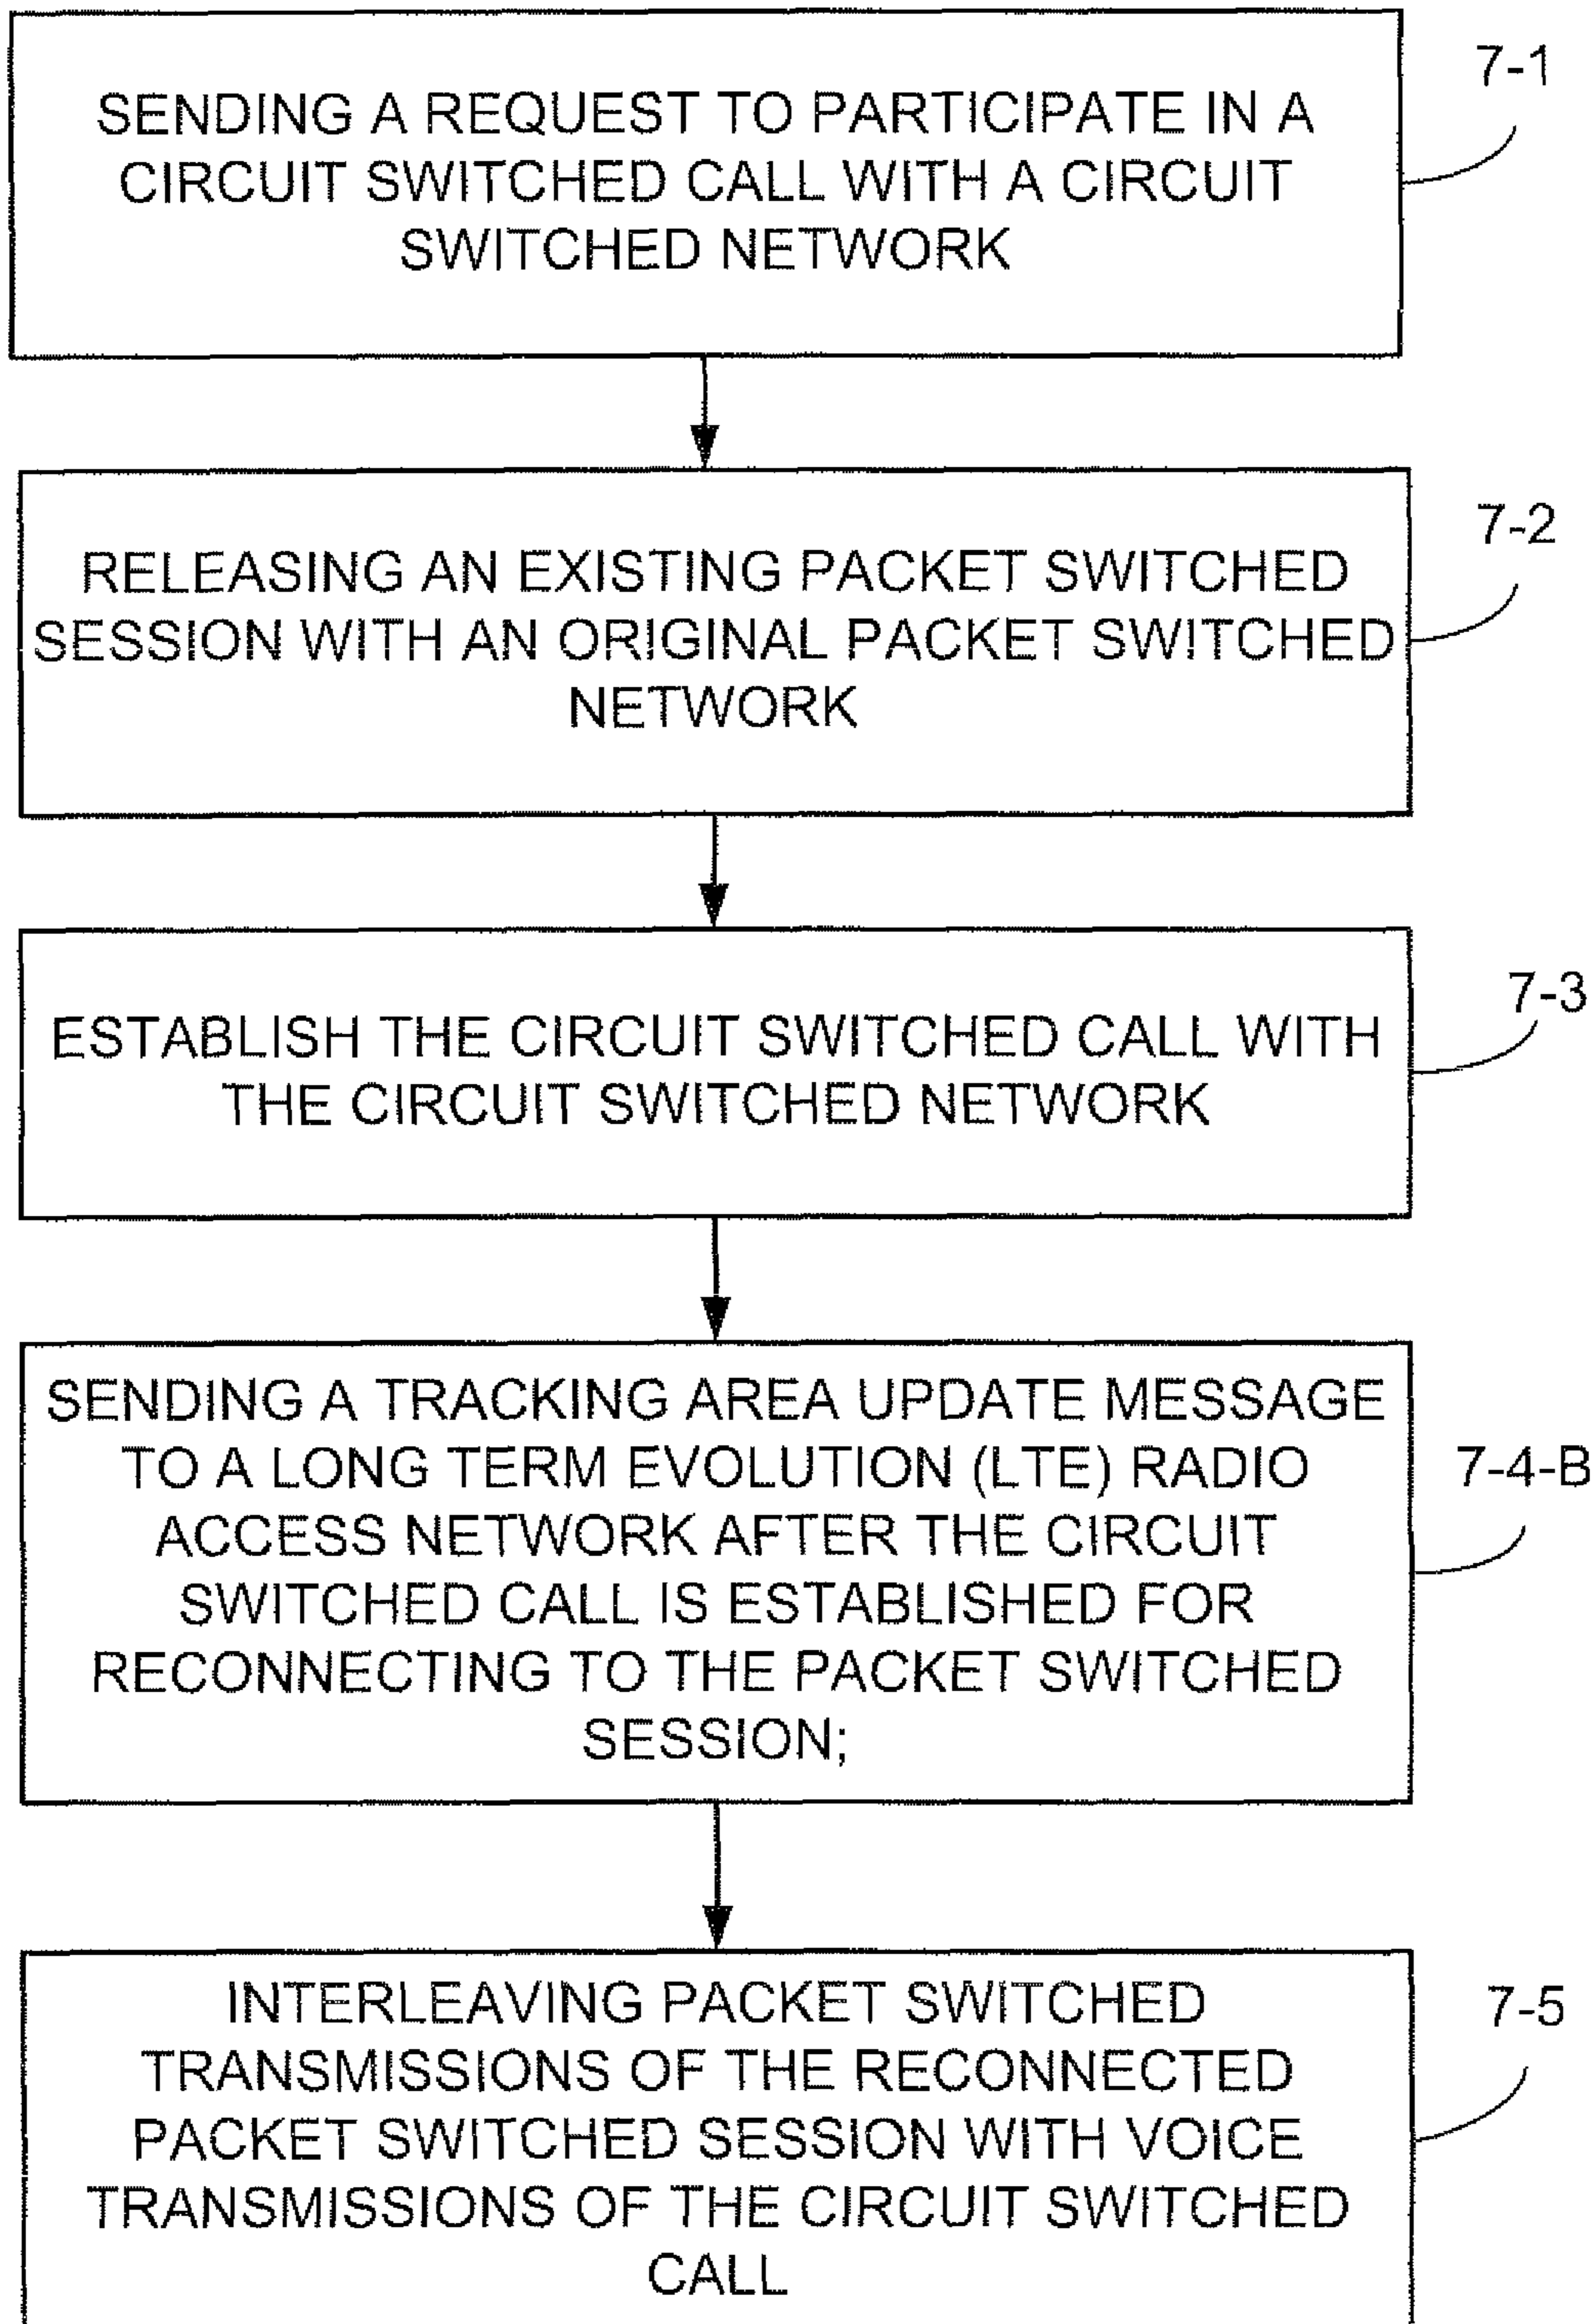 7-1
SENDING A REQUEST TO PARTICIPATE IN A
CIRCUIT SWITCHED CALL WITH A CIRCUIT
SWITCHED NETWORK
7-2
RELEASING AN EXISTING PACKET SWITCHED
SESSION WITH AN ORIGINAL PACKET SWITCHED
NETWORK
7-3
ESTABLISH THE CIRCUIT SWITCHED CALL WITH
THE CIRCUIT SWITCHED NETWORK
SENDING A TRACKING AREA UPDATE MESSAGE
TO A LONG TERM EVOLUTION (LTE) RADIO
7-4-B
ACCESS NETWORK AFTER THE CIRCUIT
SWITCHED CALL IS ESTABLISHED FOR
RECONNECTING TO THE PACKET SWITCHED
SESSION;
INTERLEAVING PACKET SWITCHED
7-5
TRANSMISSIONS OF THE RECONNECTED
PACKET SWITCHED SESSION WITH VOICE
TRANSMISSIONS OF THE CIRCUIT SWITCHED
CALL